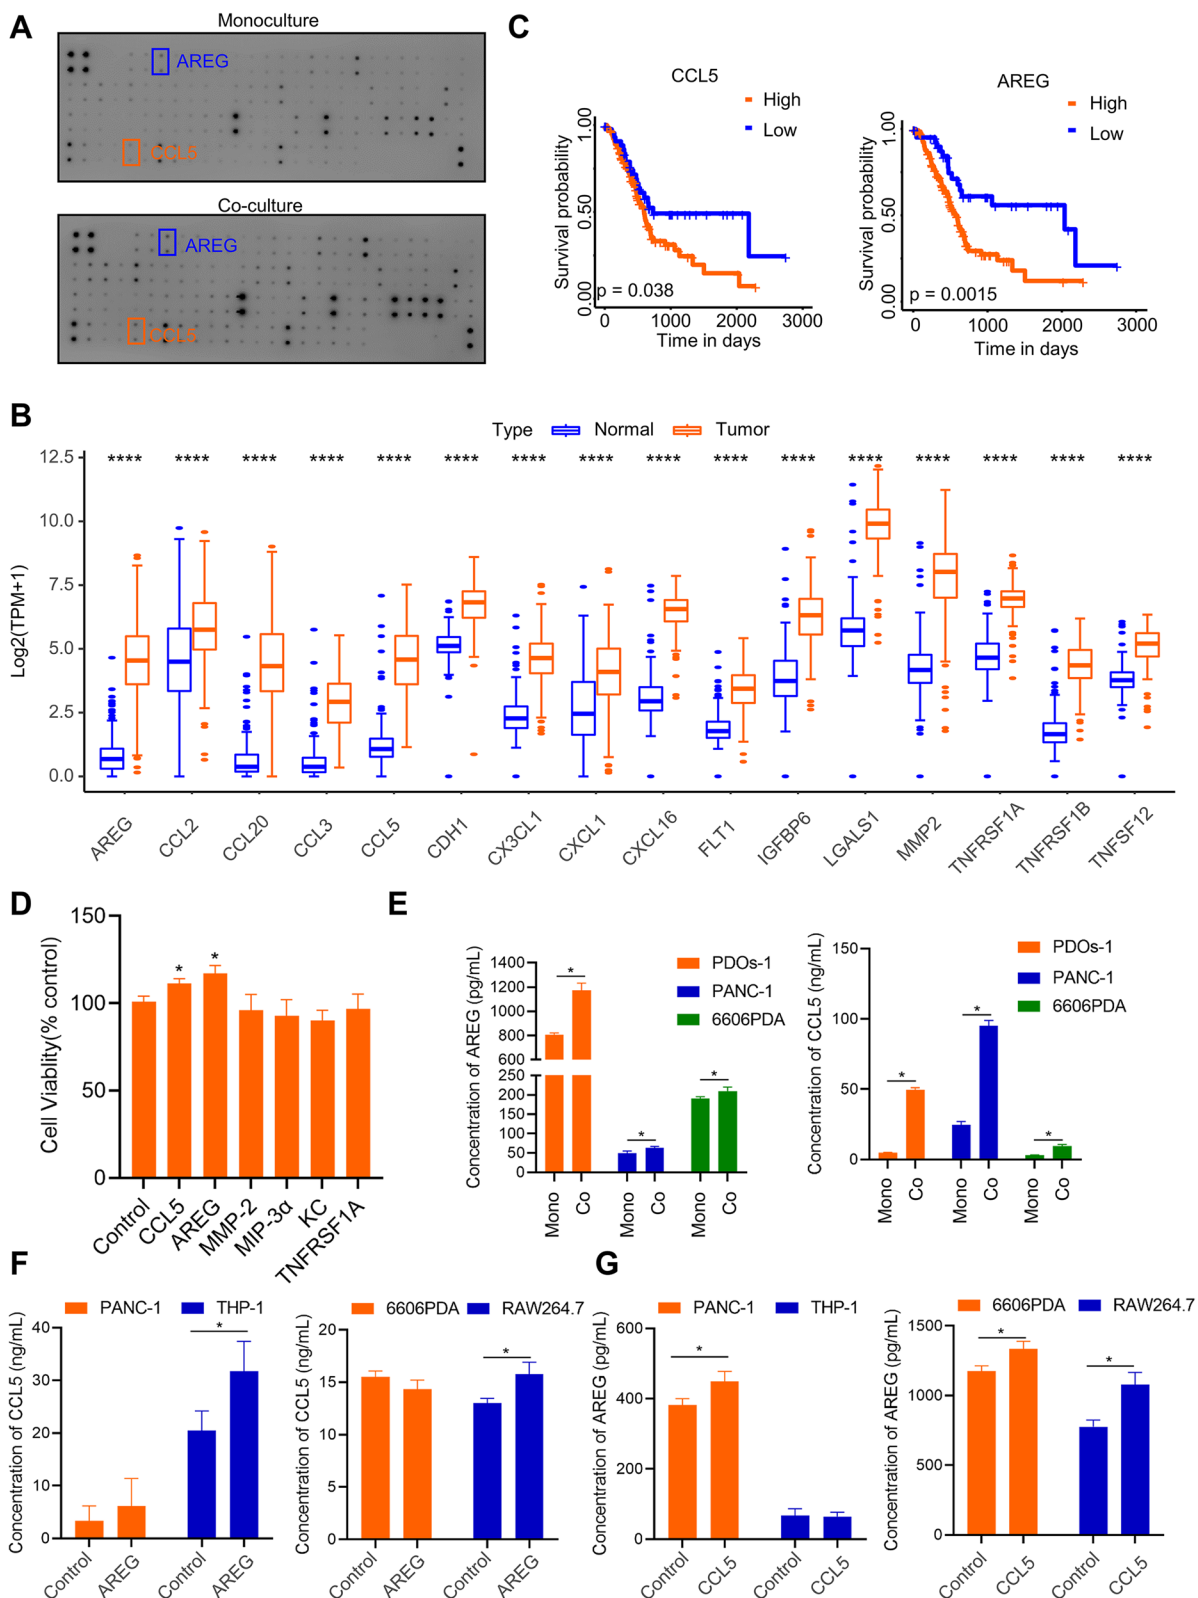 A
Monoculture
AREG
CCL5
Co-culture
AREG
CCL5
C
CCL5
High
Low
Survival probability
1.00
0.50
0.00
p = 0.038
0 1000 2000 3000
Time in days
AREG
High
Low
Survival probability
1.00
0.50
0.00
p = 0.0015
0 1000 2000 3000
Time in days
B
Type Normal Tumor
Log2(TPM+1)
12.5
10.0
7.5
5.0
2.5
0.0
**** **** **** **** **** **** **** **** **** **** **** **** **** **** **** ****
AREG CCL2 CCL20 CCL3 CCL5 CDH1 CX3CL1 CXCL1 CXCL16 FLT1 IGFBP6 LGALS1 MMP2 TNFRSF1A TNFRSF1B TNFSF12
D
Cell Viablity(% control)
150
100
50
0
* *
Control CCL5 AREG MMP-2 MIP-3α KC TNFRSF1A
E
Concentration of AREG (pg/mL)
1400
1200
1000
800
600
250
200
150
100
50
0
* * *
PDOs-1
PANC-1
6606PDA
Mono Co Mono Co Mono Co
Concentration of CCL5 (ng/mL)
150
100
50
0
* * *
PDOs-1
PANC-1
6606PDA
Mono Co Mono Co Mono Co
F
PANC-1 THP-1
Concentration of CCL5 (ng/mL)
40
30
20
10
0
*
Control AREG Control AREG
6606PDA RAW264.7
Concentration of CCL5 (ng/mL)
20
15
10
5
0
*
Control AREG Control AREG
G
PANC-1 THP-1
Concentration of AREG (pg/mL)
600
400
200
0
*
Control CCL5 Control CCL5
6606PDA RAW264.7
Concentration of AREG (pg/mL)
1500
1000
500
0
* *
Control CCL5 Control CCL5